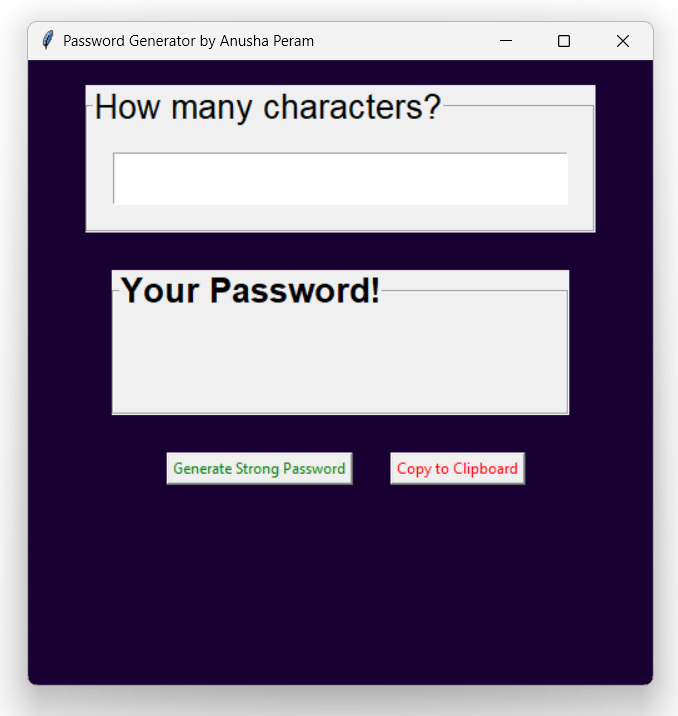 Password Generator by Anusha Peram
How many characters?
Your Password!
Generate Strong Password
Copy to Clipboard